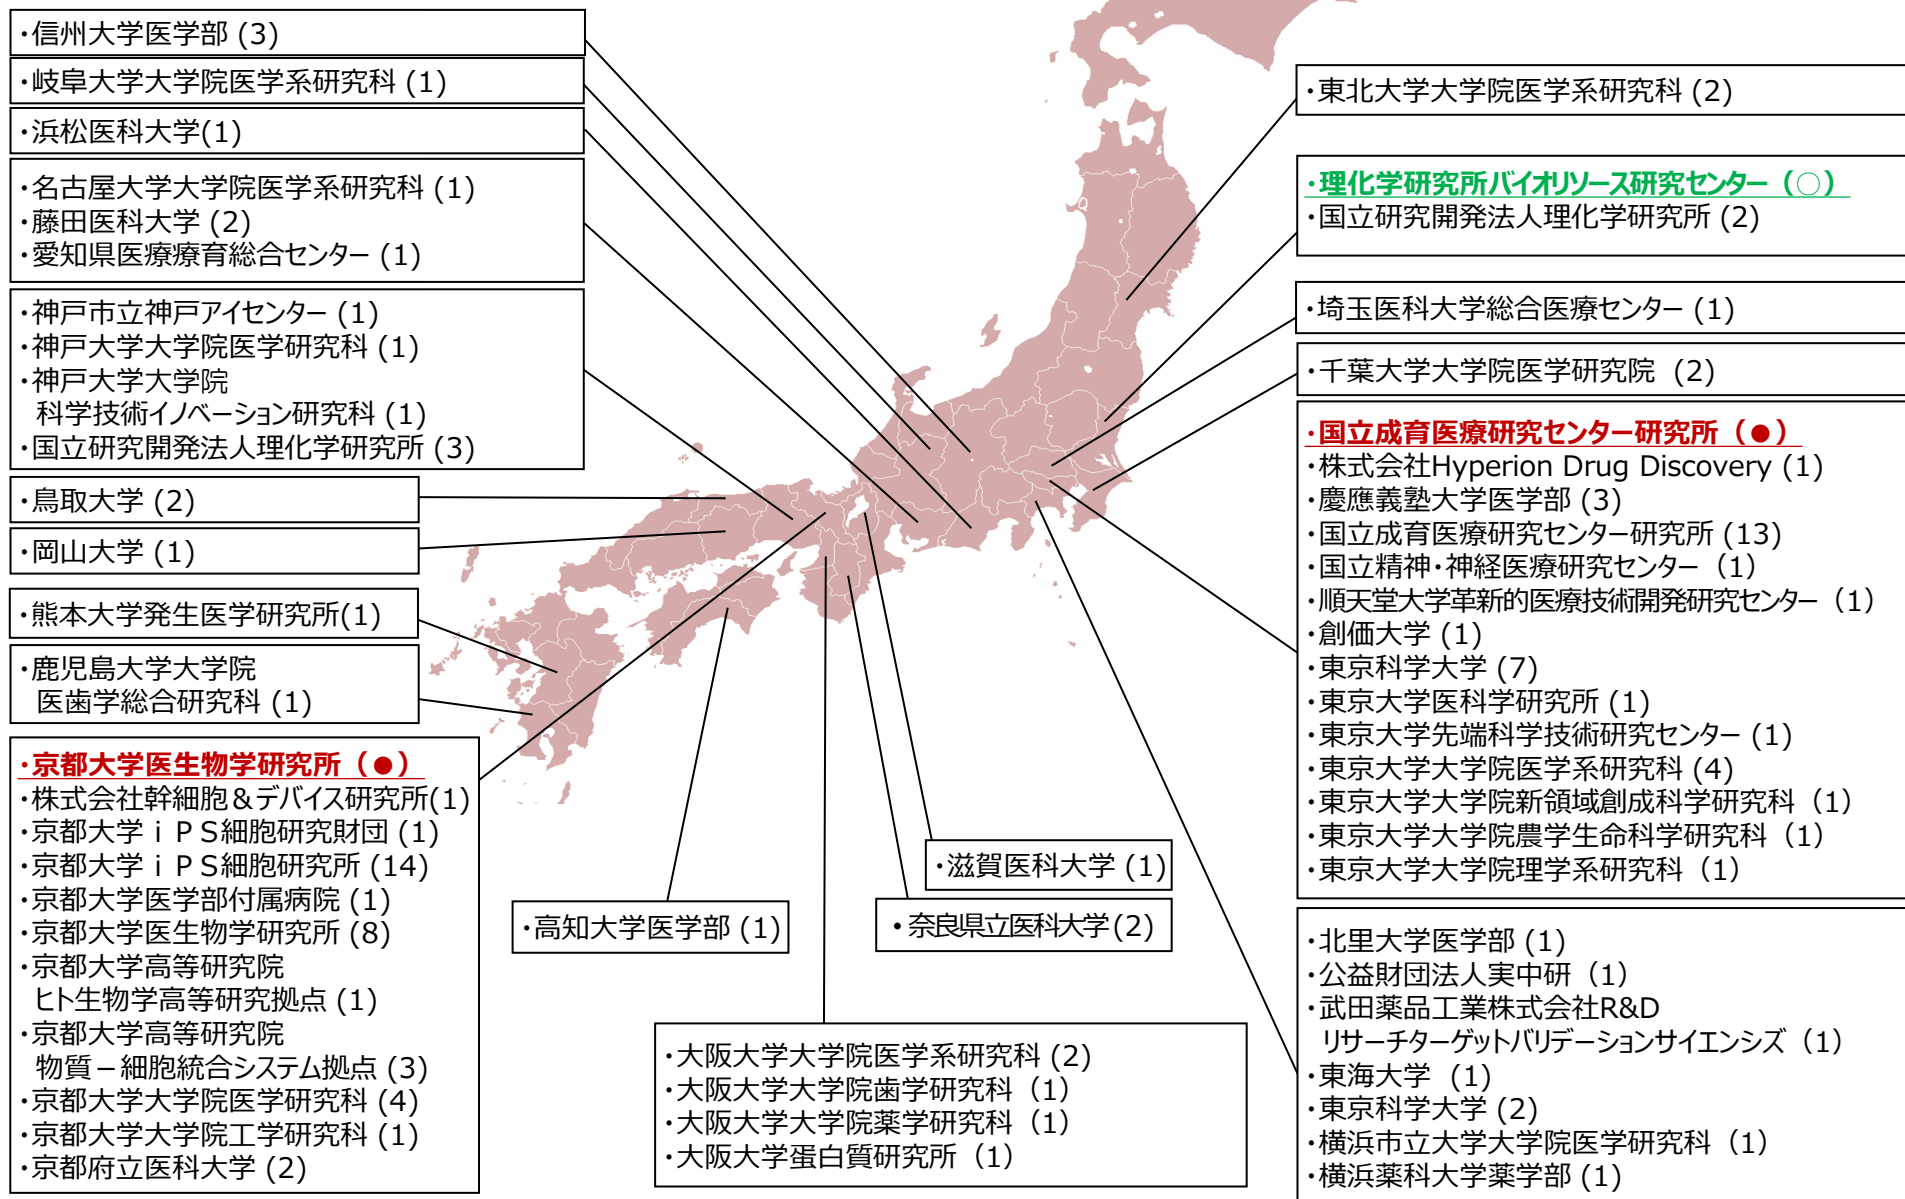 ・信州大学医学部 (3)
・岐阜大学大学院医学系研究科 (1)
・浜松医科大学(1)
・名古屋大学大学院医学系研究科 (1)
・藤田医科大学 (2)
・愛知県医療療育総合センター (1)
・神戸市立神戸アイセンター (1)
・神戸大学大学院医学研究科 (1)
・神戸大学大学院
科学技術イノベーション研究科 (1)
・国立研究開発法人理化学研究所 (3)
・鳥取大学 (2)
・岡山大学 (1)
・熊本大学発生医学研究所(1)
・鹿児島大学大学院
医歯学総合研究科 (1)
・京都大学医生物学研究所（●）
・株式会社幹細胞＆デバイス研究所(1)
・京都大学ｉＰＳ細胞研究財団 (1)
・京都大学ｉＰＳ細胞研究所 (14)
・京都大学医学部付属病院 (1)
・京都大学医生物学研究所 (8)
・京都大学高等研究院
ヒト生物学高等研究拠点 (1)
・京都大学高等研究院
物質－細胞統合システム拠点 (3)
・京都大学大学院医学研究科 (4)
・京都大学大学院工学研究科 (1)
・京都府立医科大学 (2)
・高知大学医学部 (1)
・滋賀医科大学 (1)
・奈良県立医科大学(2)
・大阪大学大学院医学系研究科 (2)
・大阪大学大学院歯学研究科（1）
・大阪大学大学院薬学研究科（1）
・大阪大学蛋白質研究所（1）
・東北大学大学院医学系研究科 (2)
・理化学研究所バイオリソース研究センター（○）
・国立研究開発法人理化学研究所 (2)
・埼玉医科大学総合医療センター (1)
・千葉大学大学院医学研究院 (2)
・国立成育医療研究センター研究所（●）
・株式会社Hyperion Drug Discovery (1)
・慶應義塾大学医学部 (3)
・国立成育医療研究センター研究所 (13)
・国立精神・神経医療研究センター（1）
・順天堂大学革新的医療技術開発研究センター（1）
・創価大学 (1)
・東京科学大学 (7)
・東京大学医科学研究所 (1)
・東京大学先端科学技術研究センター (1)
・東京大学大学院医学系研究科 (4)
・東京大学大学院新領域創成科学研究科（1）
・東京大学大学院農学生命科学研究科（1）
・東京大学大学院理学系研究科（1）
・北里大学医学部 (1)
・公益財団法人実中研（1）
・武田薬品工業株式会社R&D
リサーチターゲットバリデーションサイエンシズ（1）
・東海大学 (1)
・東京科学大学 (2)
・横浜市立大学大学院医学研究科（1）
・横浜薬科大学薬学部 (1)